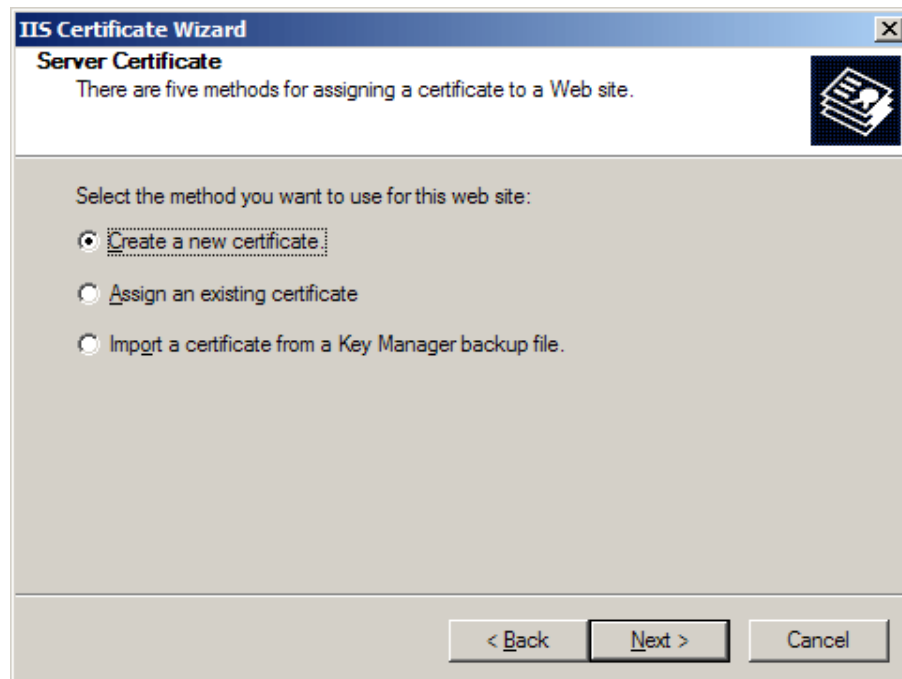 IIS Certificate Wizard
Server Certificate
There are five methods for assigning a certificate to a Web site.
Select the method you want to use for this web site:
Create a new certificate.
Assign an existing certificate
Import a certificate from a Key Manager backup file.
< Back
Next >
Cancel